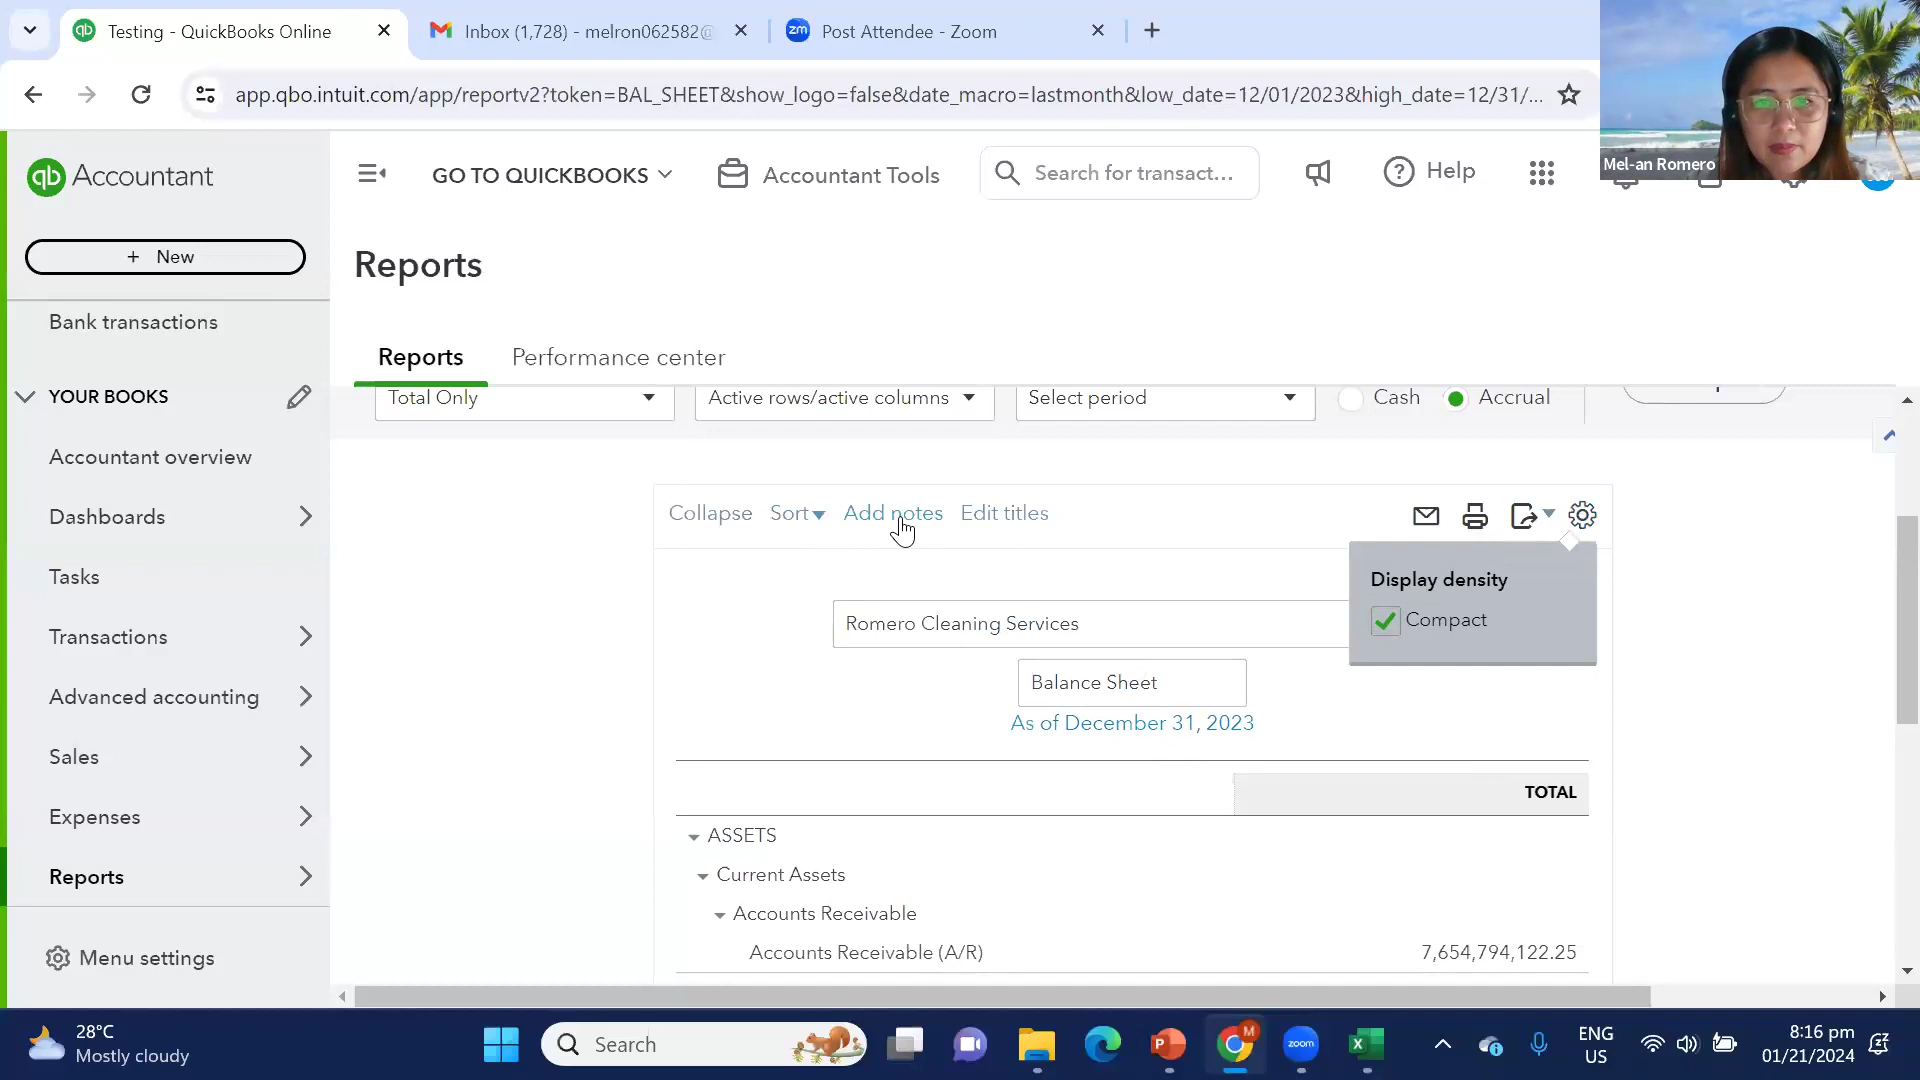 Testing - QuickBooks Online
Inbox (1,728) - melron062582@
zm Post Attendee - Zoom
app.qbo.intuit.com/app/reportv2?token=BAL_SHEET&show_logo=false&date_macro=lastmonth&low_date=12/01/2023&high_date=12/31/...
Mel-an Romero
qb Accountant
GO TO QUICKBOOKS
Accountant Tools
Search for transact...
Help
+ New
Reports
Bank transactions
Reports
Performance center
YOUR BOOKS
Total Only
Active rows/active columns
Select period
Cash
Accrual
Accountant overview
Dashboards
Tasks
Transactions
Advanced accounting
Sales
Expenses
Reports
Menu settings
Collapse Sort Add notes Edit titles
Display density
Compact
Romero Cleaning Services
Balance Sheet
As of December 31, 2023
TOTAL
ASSETS
Current Assets
Accounts Receivable
Accounts Receivable (A/R) 7,654,794,122.25
28°C
Mostly cloudy
Search
M
P
zoom
X
ENG
US
8:16 pm
01/21/2024